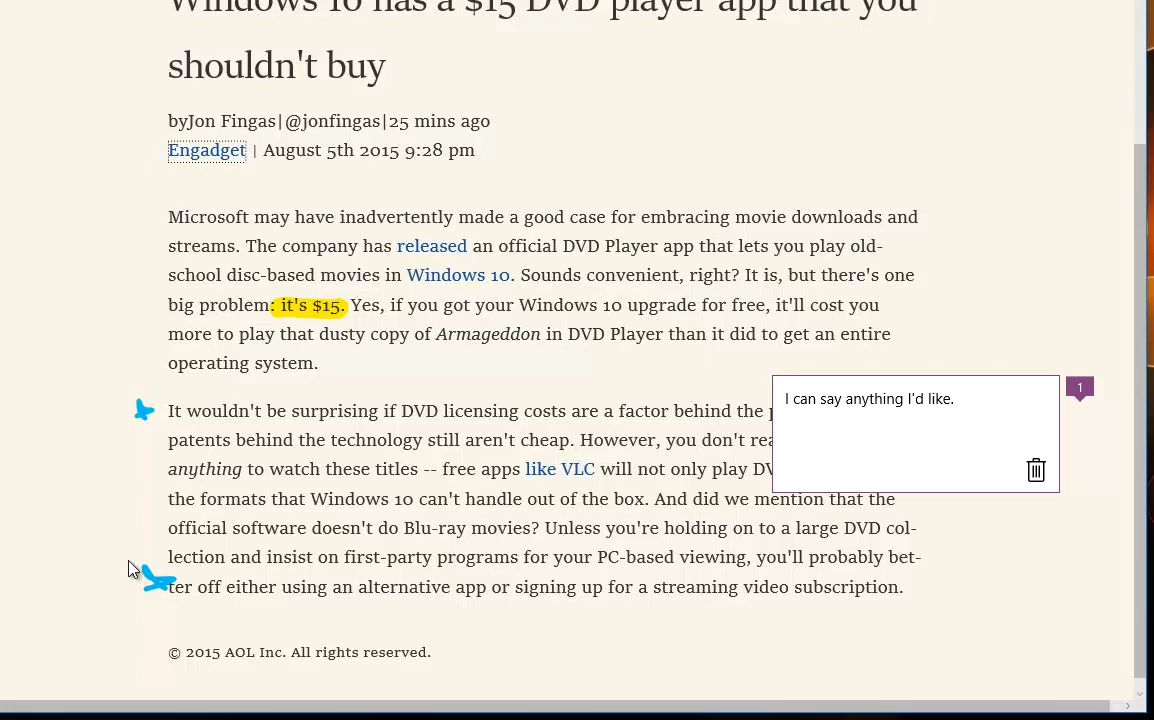 Windows 10 has a $15 DVD player app that you
shouldn't buy
byJon Fingas|@jonfingas|25 mins ago
Engadget | August 5th 2015 9:28 pm
Microsoft may have inadvertently made a good case for embracing movie downloads and
streams. The company has released an official DVD Player app that lets you play old-
school disc-based movies in Windows 10. Sounds convenient, right? It is, but there's one
big problem: it's $15. Yes, if you got your Windows 10 upgrade for free, it'll cost you
more to play that dusty copy of Armageddon in DVD Player than it did to get an entire
operating system.
It wouldn't be surprising if DVD licensing costs are a factor behind the
patents behind the technology still aren't cheap. However, you don't
anything to watch these titles -- free apps like VLC will not only play
the formats that Windows 10 can't handle out of the box. And did we mention that the
official software doesn't do Blu-ray movies? Unless you're holding on to a large DVD col-
lection and insist on first-party programs for your PC-based viewing, you'll probably bet-
ter off either using an alternative app or signing up for a streaming video subscription.
1
I can say anything I'd like.
© 2015 AOL Inc. All rights reserved.